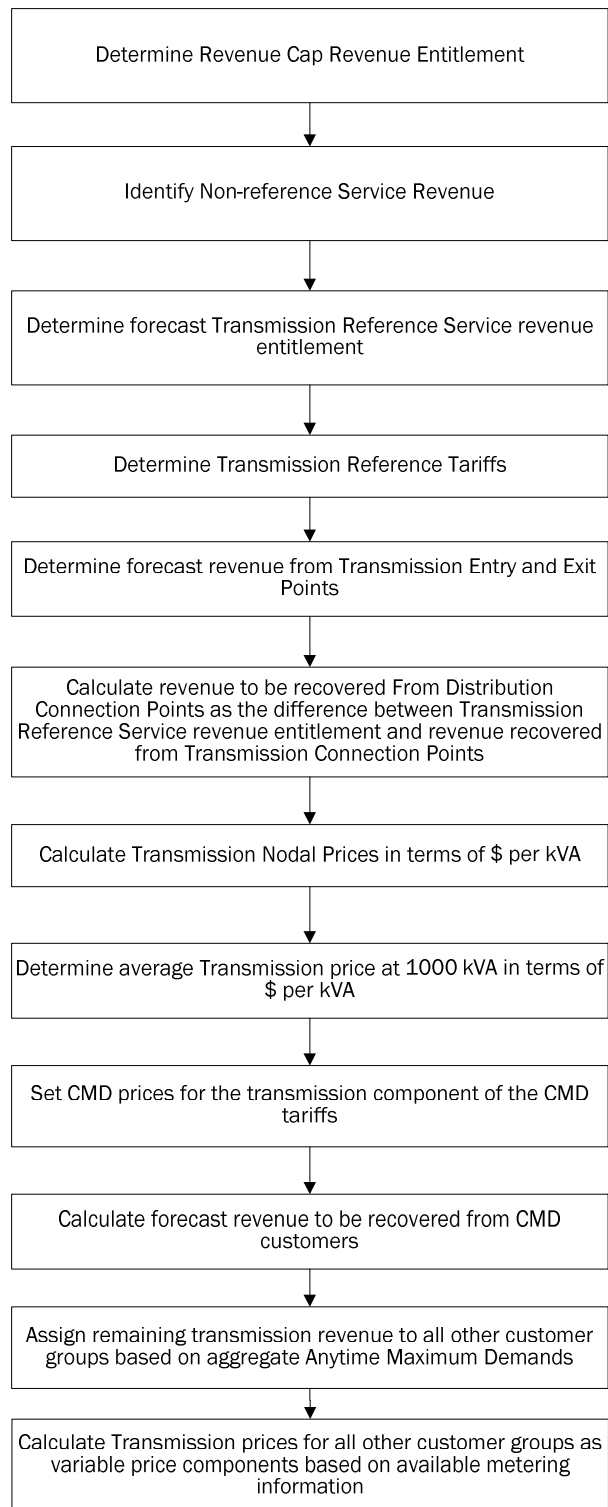 Determine Revenue Cap Revenue Entitlement
Identify Non-reference Service Revenue
Determine forecast Transmission Reference Service revenue
entitlement
Determine Transmission Reference Tariffs
Determine forecast revenue from Transmission Entry and Exit
Points
Calculate revenue to be recovered From Distribution
Connection Points as the difference between Transmission
Reference Service revenue entitlement and revenue recovered
from Transmission Connection Points
Calculate Transmission Nodal Prices in terms of $ per kVA
Determine average Transmission price at 1000 kVA in terms of
$ per kVA
Set CMD prices for the transmission component of the CMD
tariffs
Calculate forecast revenue to be recovered from CMD
customers
Assign remaining transmission revenue to all other customer
groups based on aggregate Anytime Maximum Demands
Calculate Transmission prices for all other customer groups as
variable price components based on available metering
information